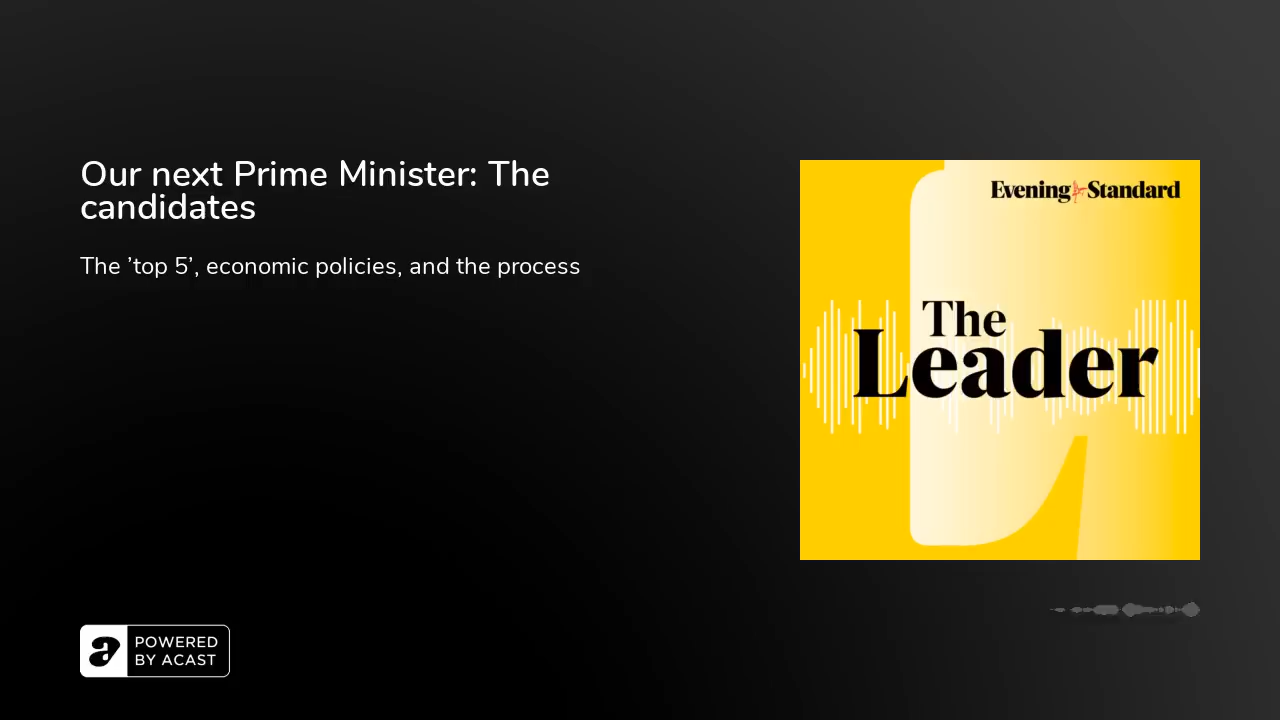 Our next Prime Minister: The
candidates
The ’top 5’, economic policies, and the process
Evening Standard
The
Leader
POWERED
BY ACAST